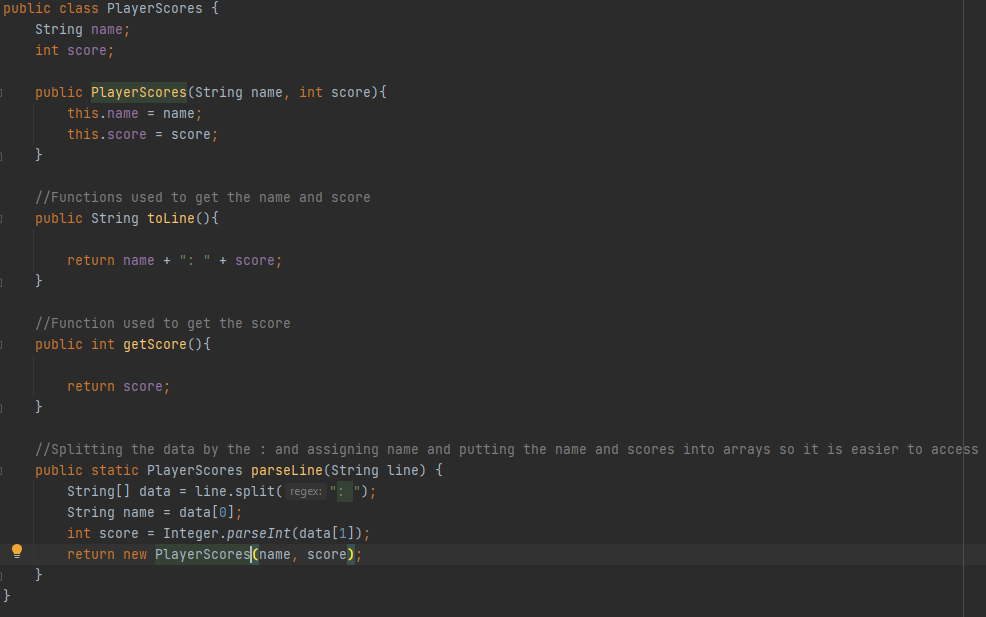 public class PlayerScores {
    String name;
    int score;

    public PlayerScores(String name, int score){
        this.name = name;
        this.score = score;
    }

    //Functions used to get the name and score
    public String toLine(){

        return name + ": " + score;
    }

    //Function used to get the score
    public int getScore(){

        return score;
    }

    //Splitting the data by the : and assigning name and putting the name and scores into arrays so it is easier to access
    public static PlayerScores parseLine(String line) {
        String[] data = line.split( regex: ": ");
        String name = data[0];
        int score = Integer.parseInt(data[1]);
        return new PlayerScores(name, score);
    }
}